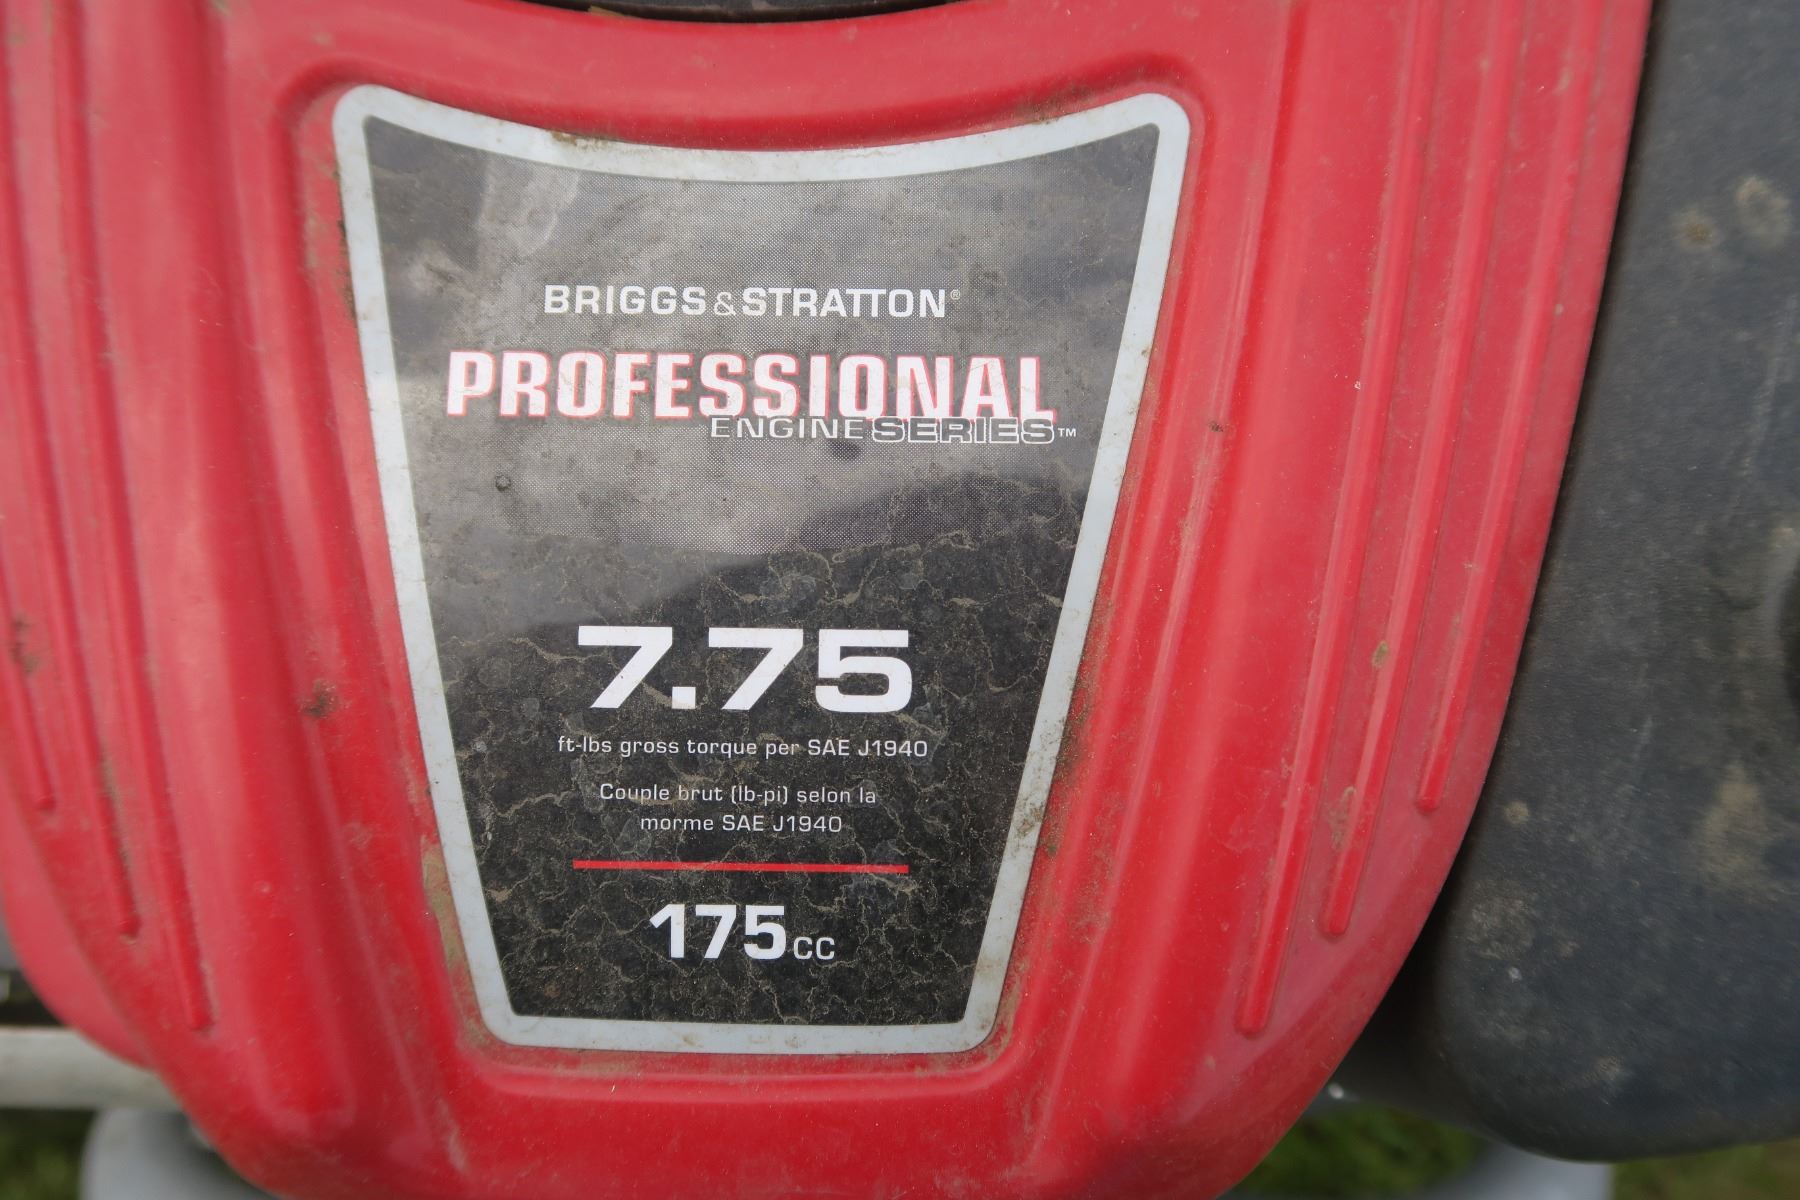 BRIGGS & STRATTON®
PROFESSIONAL
ENGINE SERIES™
7.75
ft-lbs gross torque per SAE J1940
Couple brut (lb-pi) selon la
morme SAE J1940
175cc